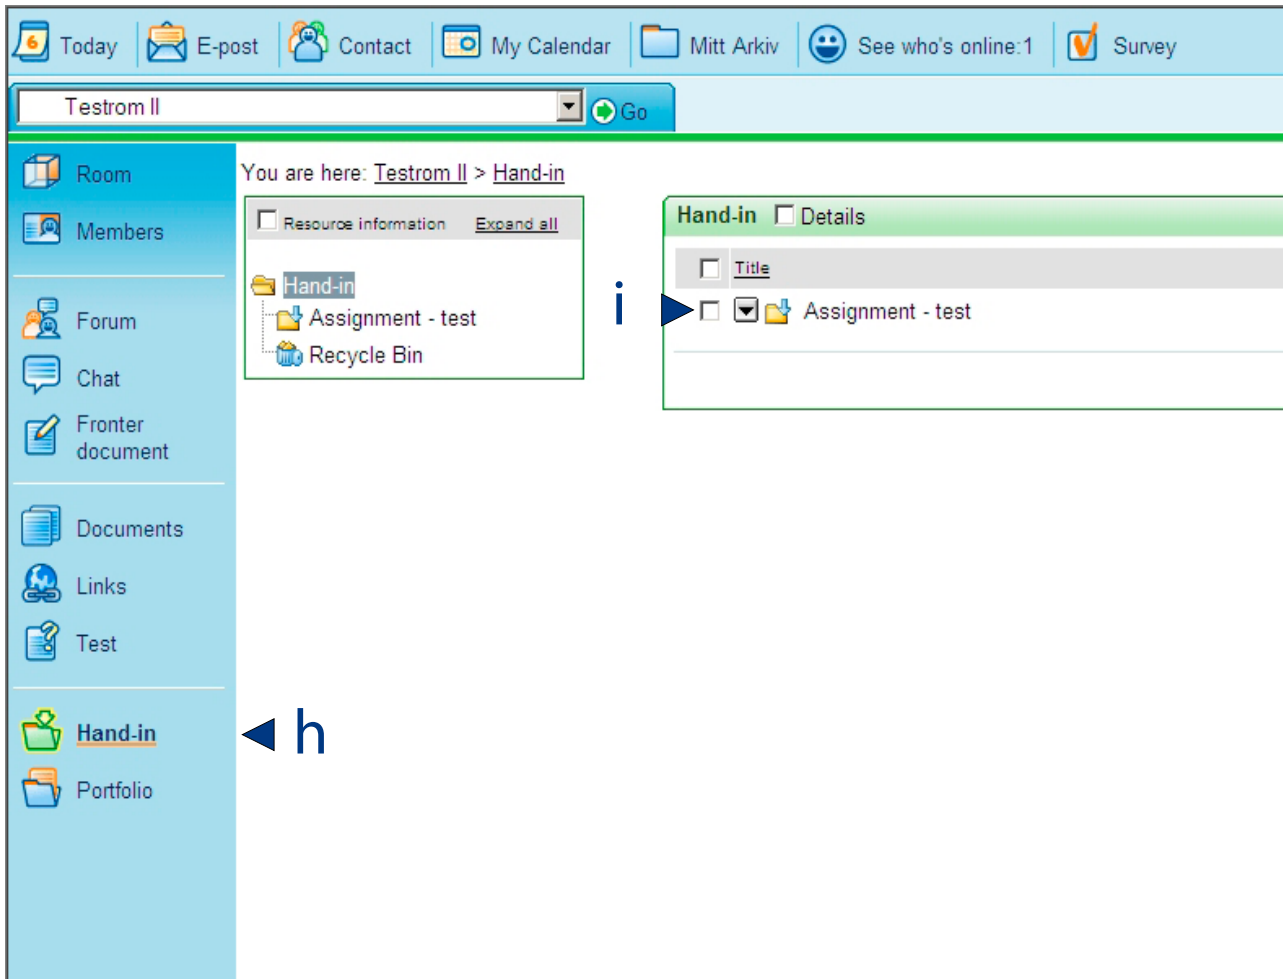 6 Today E-post Contact My Calendar Mitt Arkiv See who's online:1 Survey
Testrom II Go
Room
Members
Forum
Chat
Fronter
document
Documents
Links
Test
Hand-in
Portfolio
You are here: Testrom II > Hand-in
Resource information Expand all
Hand-in
Assignment - test
Recycle Bin
Hand-in Details
Title
i Assignment - test
h